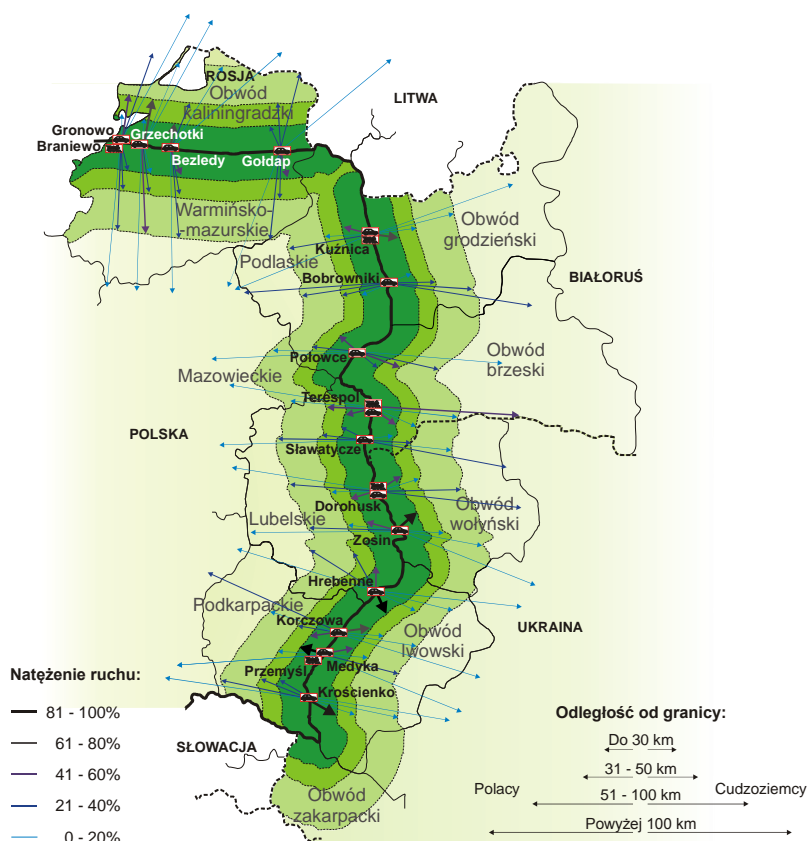 ROSJA
Obwód
kaliningradzki
LITWA
Gronowo
Grzechotki
Braniewo
Bezledy
Gołdap
Warmińsko-
-mazurskie
Obwód
grodzieński
Kuźnica
Podlaskie
Bobrowniki
BIAŁORUŚ
Połowce
Obwód
brzeski
Mazowieckie
Terespol
POLSKA
Sławatycze
Dorohusk
Obwód
wołyński
Lubelskie
Zosin
Hrebenne
Podkarpackie
Korczowa
UKRAINA
Obwód
lwowski
Przemyśl
Medyka
Krościenko
SŁOWACJA
Obwód
zakarpacki
Natężenie ruchu:
81 - 100%
61 - 80%
41 - 60%
21 - 40%
0 - 20%
Odległość od granicy:
Do 30 km
31 - 50 km
Polacy
51 - 100 km
Cudzoziemcy
Powyżej 100 km